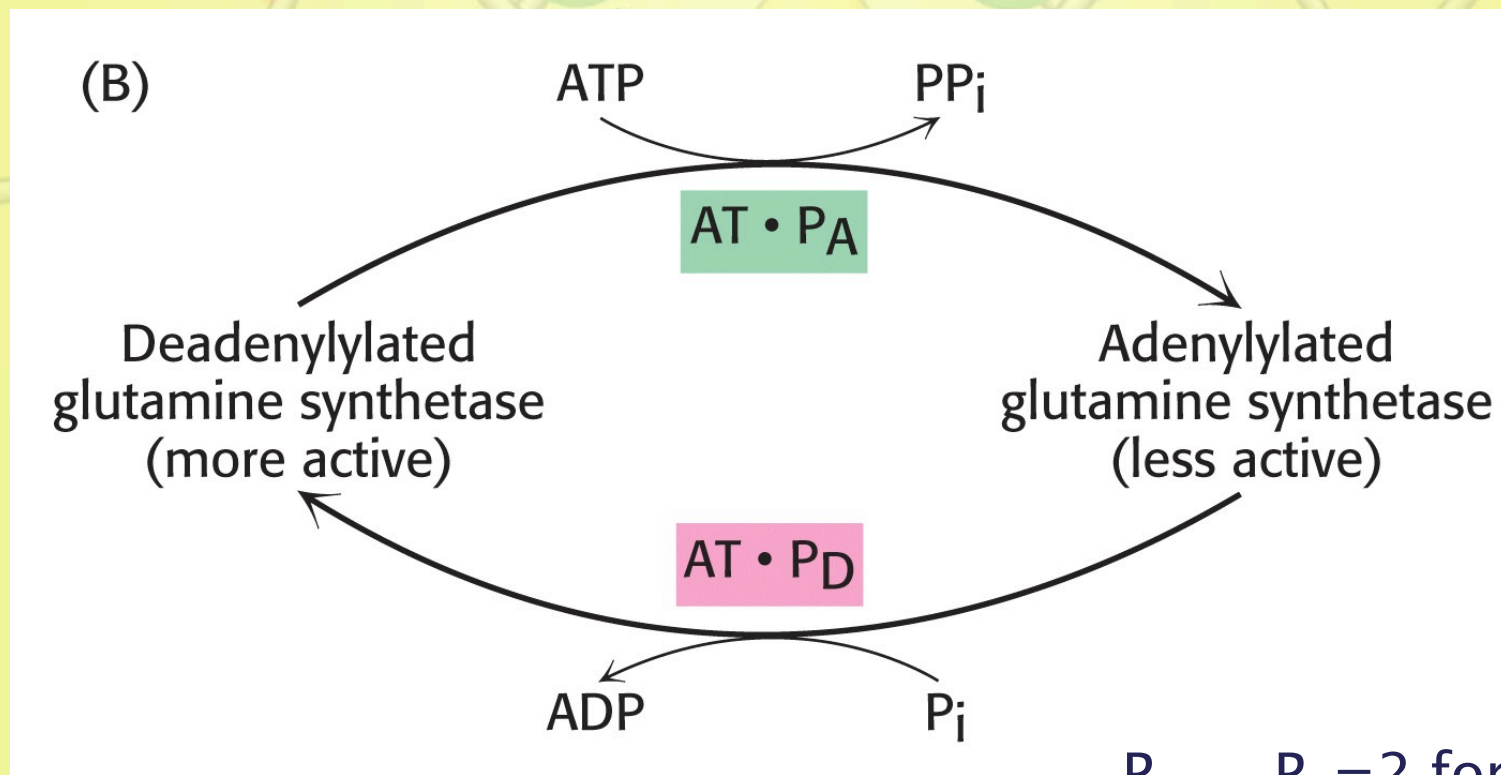 (B)
ATP
PPi
AT • PA
Deadenylylated
glutamine synthetase
(more active)
Adenylylated
glutamine synthetase
(less active)
AT • PD
ADP
Pi